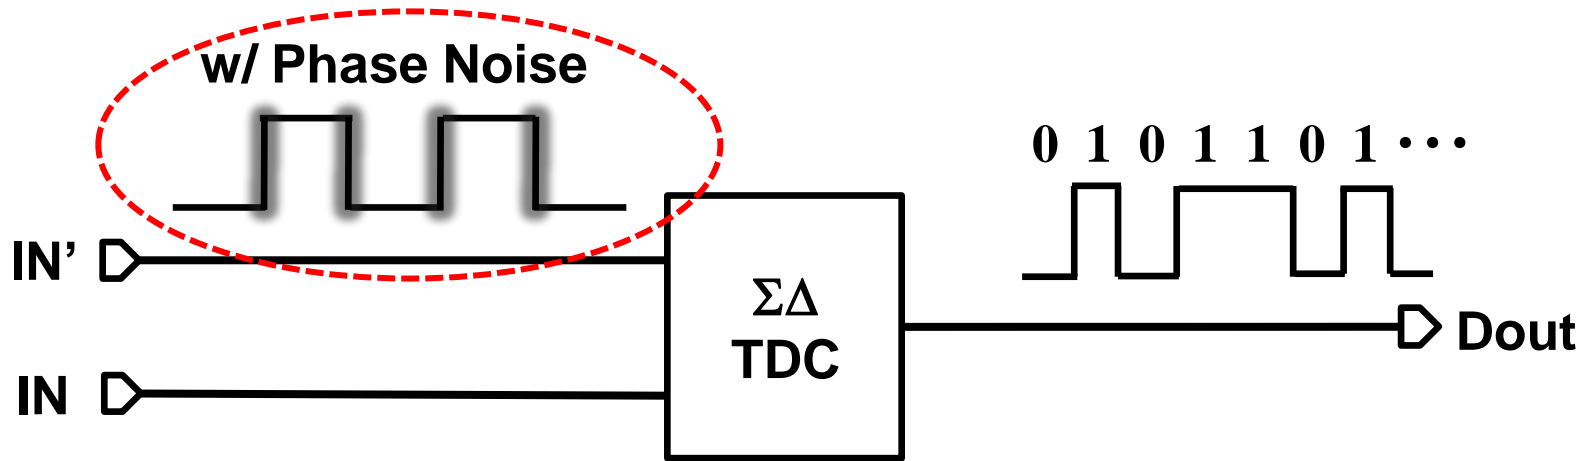 w/ Phase Noise
0 1 0 1 1 0 1 ···
IN’
ΣΔ
TDC
Dout
IN